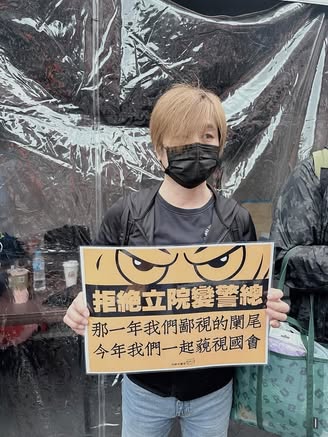 拒絕立院變警總
那一年我們鄙視的闌尾
今年我們一起藐視國會